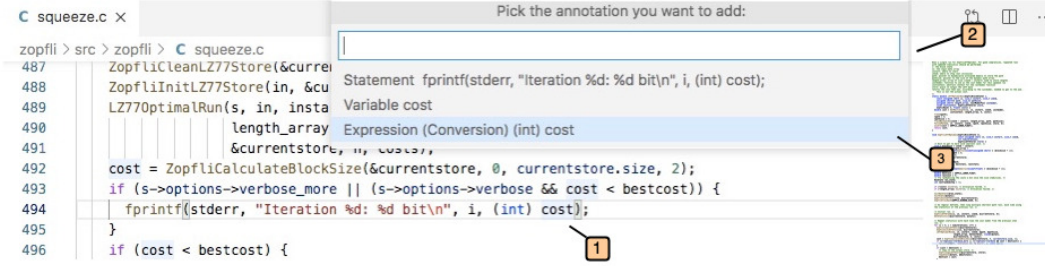 C squeeze.c ×
Pick the annotation you want to add:
zopfli > src > zopfli > C squeeze.c
2
487 ZopfliCleanLZ77Store(&curre
Statement fprintf(stderr, "Iteration %d: %d bit\n", i, (int) cost);
488 ZopfliInitLZ77Store(in, &cu
Variable cost
489 LZ77OptimalRun(s, in, insta
490 length_array
Expression (Conversion) (int) cost
491 &currentstore, n, costs);
3
492 cost = ZopfliCalculateBlockSize(&currentstore, 0, currentstore.size, 2);
493 if (s->options->verbose_more || (s->options->verbose && cost < bestcost)) {
494 fprintf(stderr, "Iteration %d: %d bit\n", i, (int) cost);
495 }
1
496 if (cost < bestcost) {